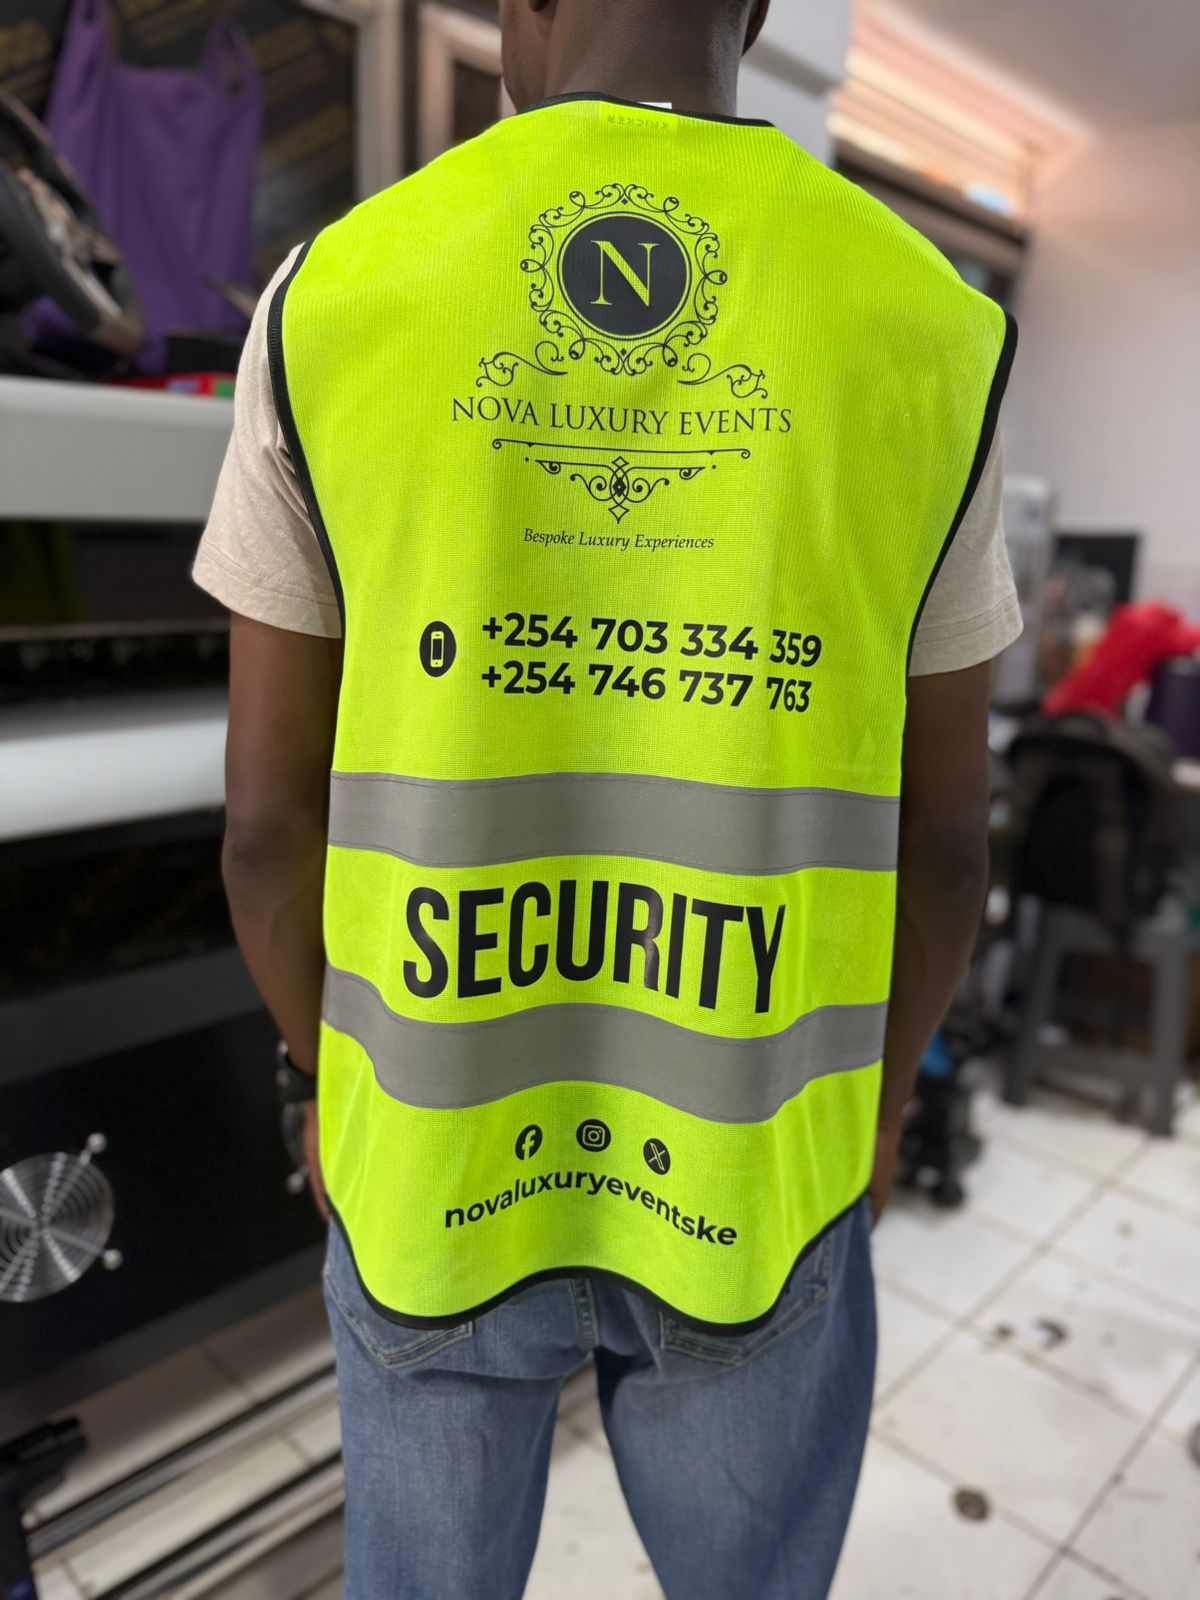 N
NOVA LUXURY EVENTS
Bespoke Luxury Experiences
+254 703 334 359
+254 746 737 763
SECURITY
novaluxuryeventske